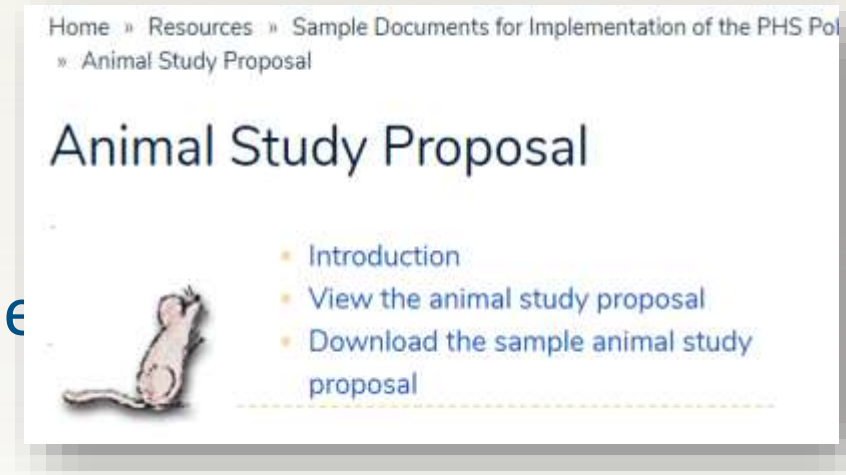 Home » Resources » Sample Documents for Implementation of the PHS
» Animal Study Proposal
Animal Study Proposal
Introduction
View the animal study proposal
e
Download the sample animal study
proposal